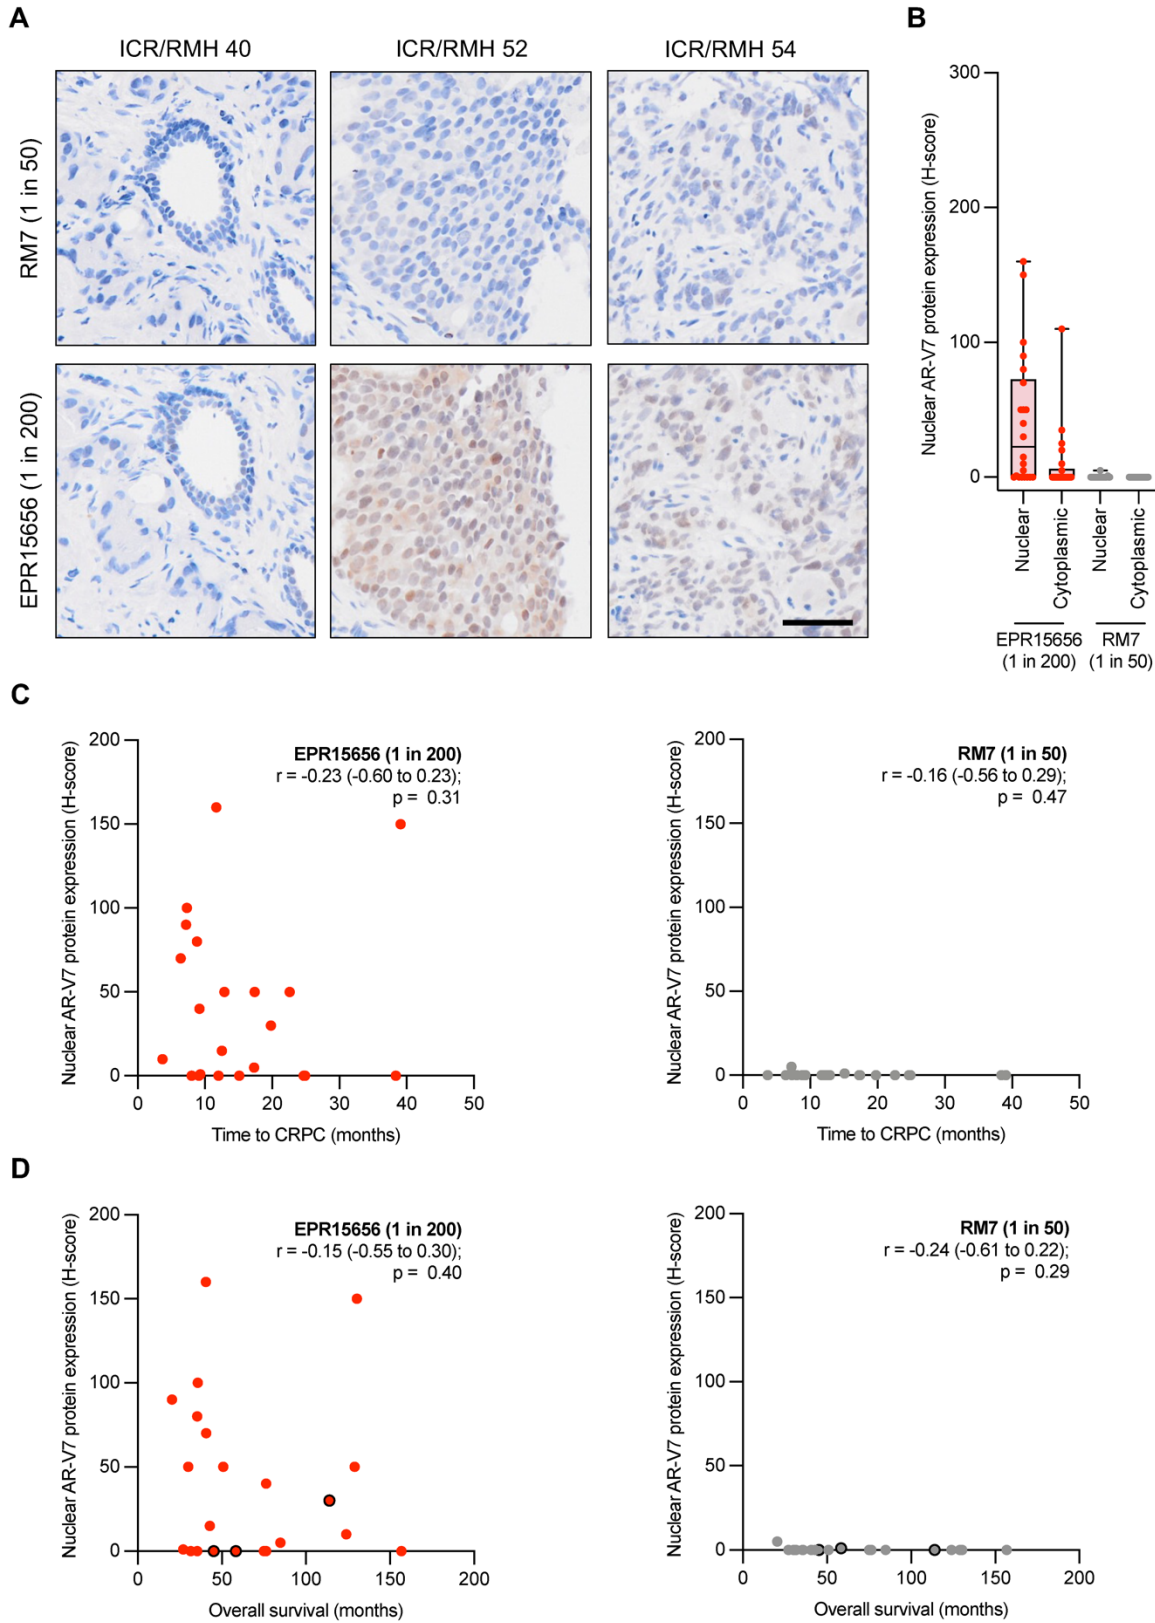 A
ICR/RMH 40
ICR/RMH 52
ICR/RMH 54
RM7 (1 in 50)
EPR15656 (1 in 200)
B
Nuclear AR-V7 protein expression (H-score)
300
200
100
0
Nuclear
Cytoplasmic
Nuclear
Cytoplasmic
EPR15656
(1 in 200)
RM7
(1 in 50)
C
Nuclear AR-V7 protein expression (H-score)
200
150
100
50
0
EPR15656 (1 in 200)
r = -0.23 (-0.60 to 0.23);
p = 0.31
0 10 20 30 40 50
Time to CRPC (months)
Nuclear AR-V7 protein expression (H-score)
200
150
100
50
0
RM7 (1 in 50)
r = -0.16 (-0.56 to 0.29);
p = 0.47
0 10 20 30 40 50
Time to CRPC (months)
D
Nuclear AR-V7 protein expression (H-score)
200
150
100
50
0
EPR15656 (1 in 200)
r = -0.15 (-0.55 to 0.30);
p = 0.40
0 50 100 150 200
Overall survival (months)
Nuclear AR-V7 protein expression (H-score)
200
150
100
50
0
RM7 (1 in 50)
r = -0.24 (-0.61 to 0.22);
p = 0.29
0 50 100 150 200
Overall survival (months)